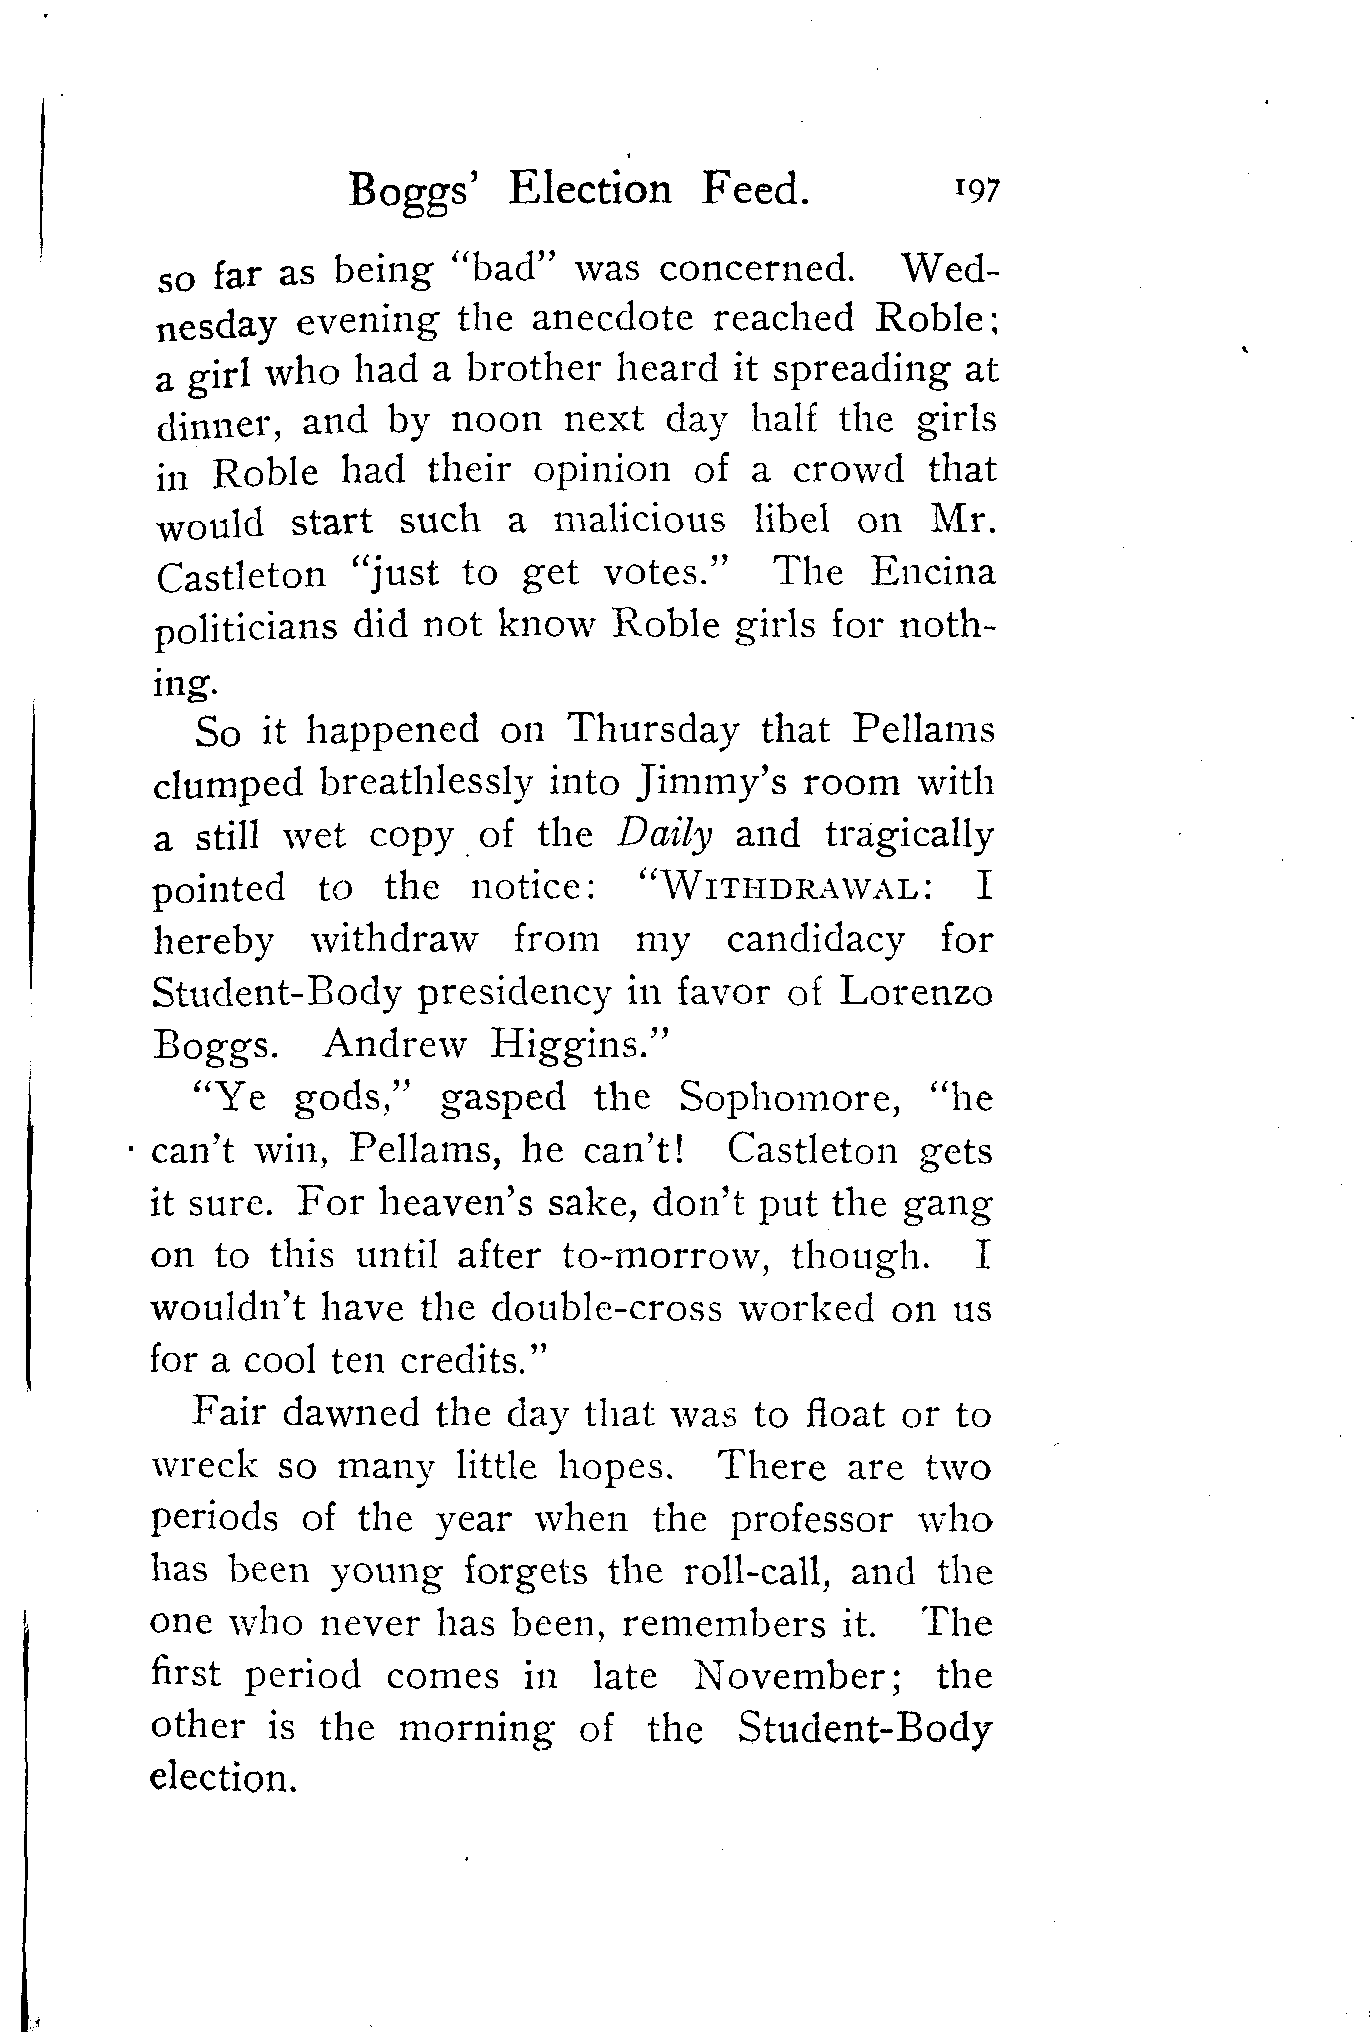 Boggs' Election Feed. 197
so far as being "bad" was concerned. Wed-
nesday evening the anecdote reached Roble;
a girl who had a brother heard it spreading at
dinner, and by noon next day half the girls
in Roble had their opinion of a crowd that
would start such a malicious libel on Mr.
Castleton "just to get votes." The Encina
politicians did not know Roble girls for noth-
ing.
So it happened on Thursday that Pellams
clumped breathlessly into Jimmy's room with
a still wet copy of the Daily and tragically
pointed to the notice: "WITHDRAWAL: I
hereby withdraw from my candidacy for
Student-Body presidency in favor of Lorenzo
Boggs. Andrew Higgins."
"Ye gods," gasped the Sophomore, "he
can't win, Pellams, he can't! Castleton gets
it sure. For heaven's sake, don't put the gang
on to this until after to-morrow, though. I
wouldn't have the double-cross worked on us
for a cool ten credits."
Fair dawned the day that was to float or to
wreck so many little hopes. There are two
periods of the year when the professor who
has been young forgets the roll-call, and the
one who never has been, remembers it. The
first period comes in late November; the
other is the morning of the Student-Body
election.